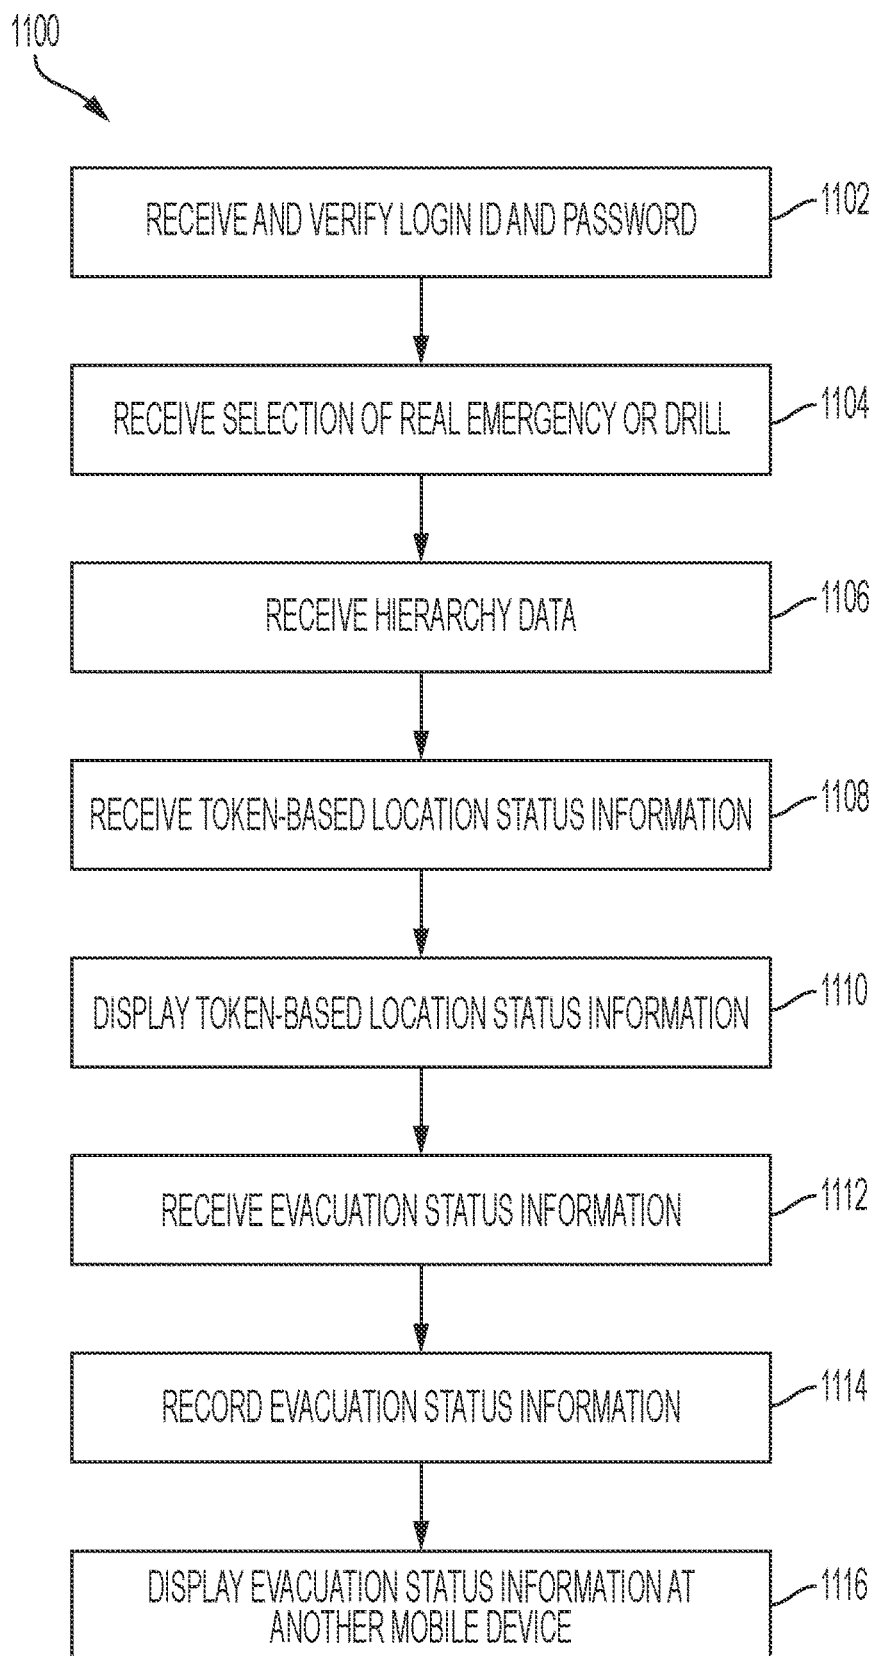 1100
RECEIVE AND VERIFY LOGIN ID AND PASSWORD
1102
RECEIVE SELECTION OF REAL EMERGENCY OR DRILL
1104
RECEIVE HIERARCHY DATA
1106
RECEIVE TOKEN-BASED LOCATION STATUS INFORMATION
1108
DISPLAY TOKEN-BASED LOCATION STATUS INFORMATION
1110
RECEIVE EVACUATION STATUS INFORMATION
1112
RECORD EVACUATION STATUS INFORMATION
1114
DISPLAY EVACUATION STATUS INFORMATION AT
ANOTHER MOBILE DEVICE
1116